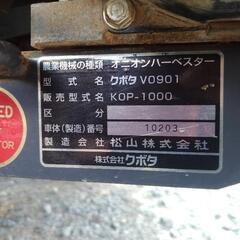 農業機械の種類 オニオンハーベスター
型式名 クボタ VO901
販売型式名 KOP-1000
区分
車体(製造)番号 10203
製造会社 松山株式会社
株式会社クボタ